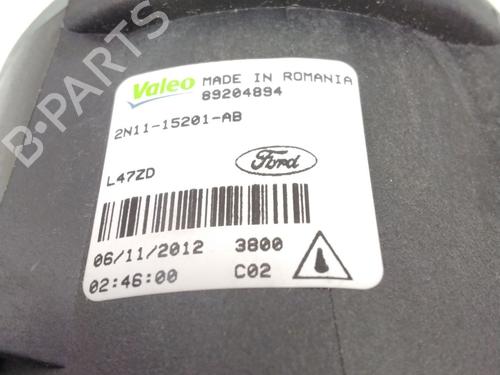 Valeo MADE IN ROMANIA
89204894
2N11-15201-AB
Ford
L47ZD
06/11/2012 3800
02:46:00 C02
B-PARTS